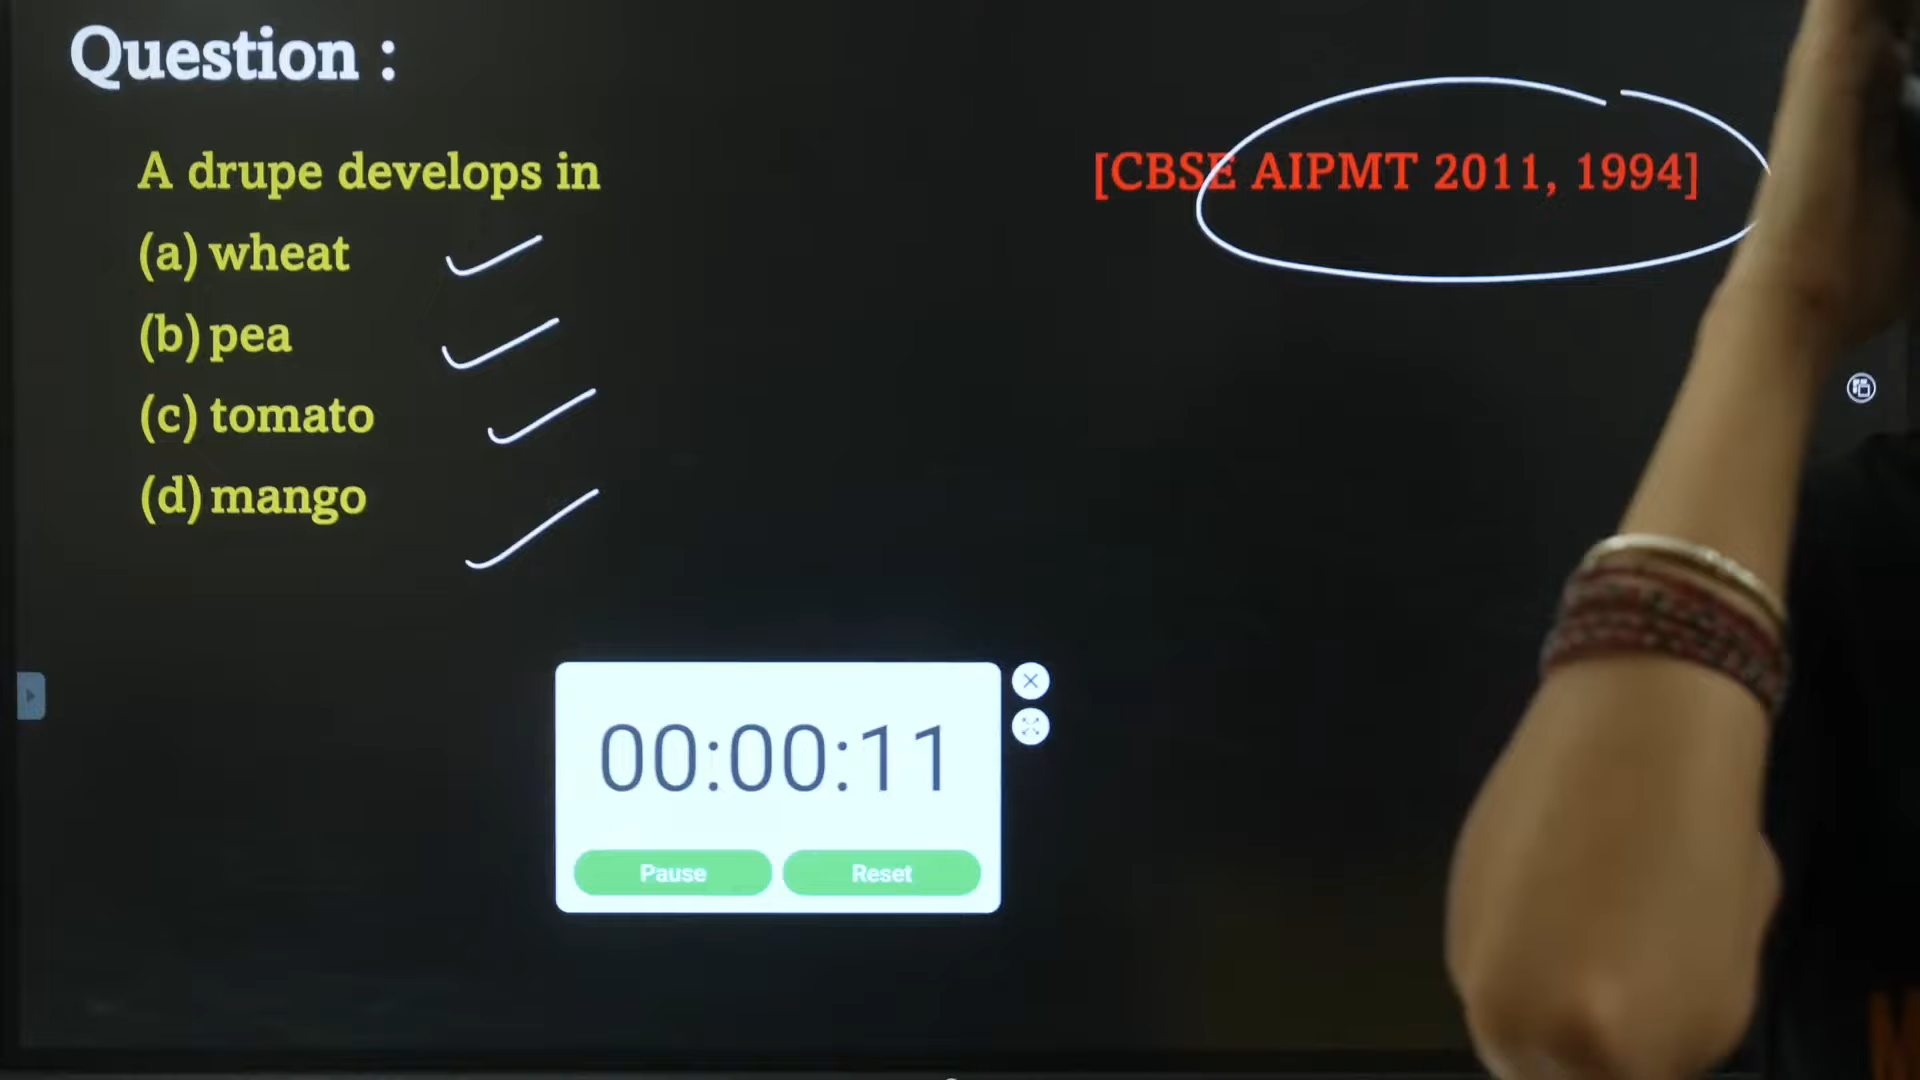 Question :
A drupe develops in
[CBSE AIPMT 2011, 1994]
(a) wheat
(b) pea
(c) tomato
(d) mango
00:00:11
Pause
Reset